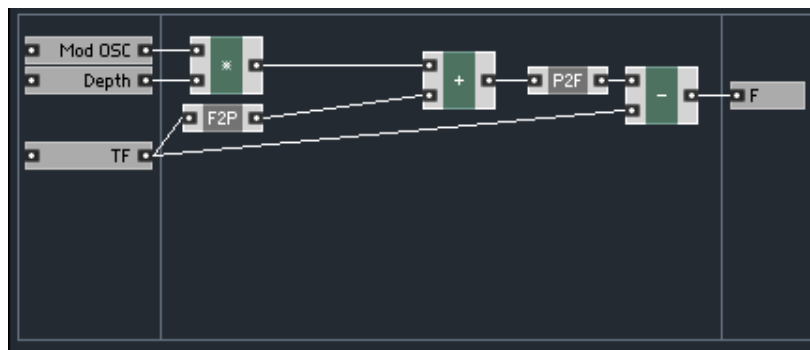 Mod OSC
*
Depth
+
P2F
-
F
F2P
TF